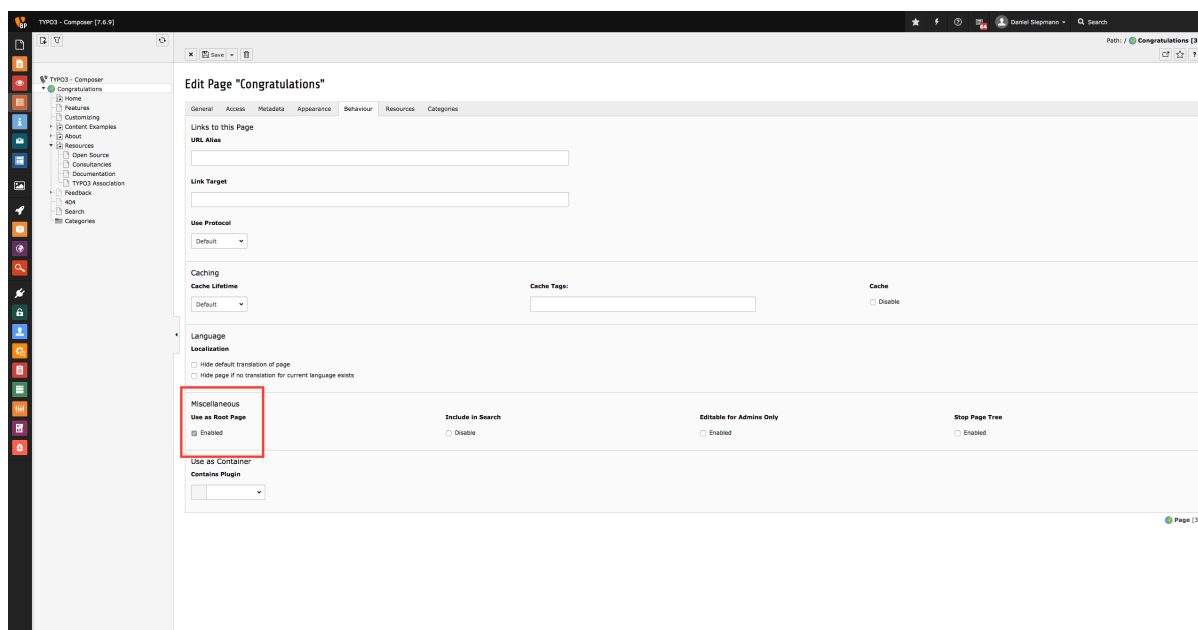 TYPO3 - Composer [7.6.9]
Daniel Siepmann
Search
Path: / Congratulations [3
Save
TYPO3 - Composer
Congratulations
Home
Features
Customizing
Content Examples
About
Resources
Open Source
Consultancies
Documentation
TYPO3 Association
Feedback
404
Search
Categories
Edit Page "Congratulations"
General Access Metadata Appearance Behaviour Resources Categories
Links to this Page
URL Alias
Link Target
Use Protocol
Default
Caching
Cache Lifetime Cache Tags: Cache
Default Disable
Language
Localization
Hide default translation of page
Hide page if no translation for current language exists
Miscellaneous
Use as Root Page Include in Search Editable for Admins Only Stop Page Tree
Enabled Disable Enabled Enabled
Use as Container
Contains Plugin
Page [3